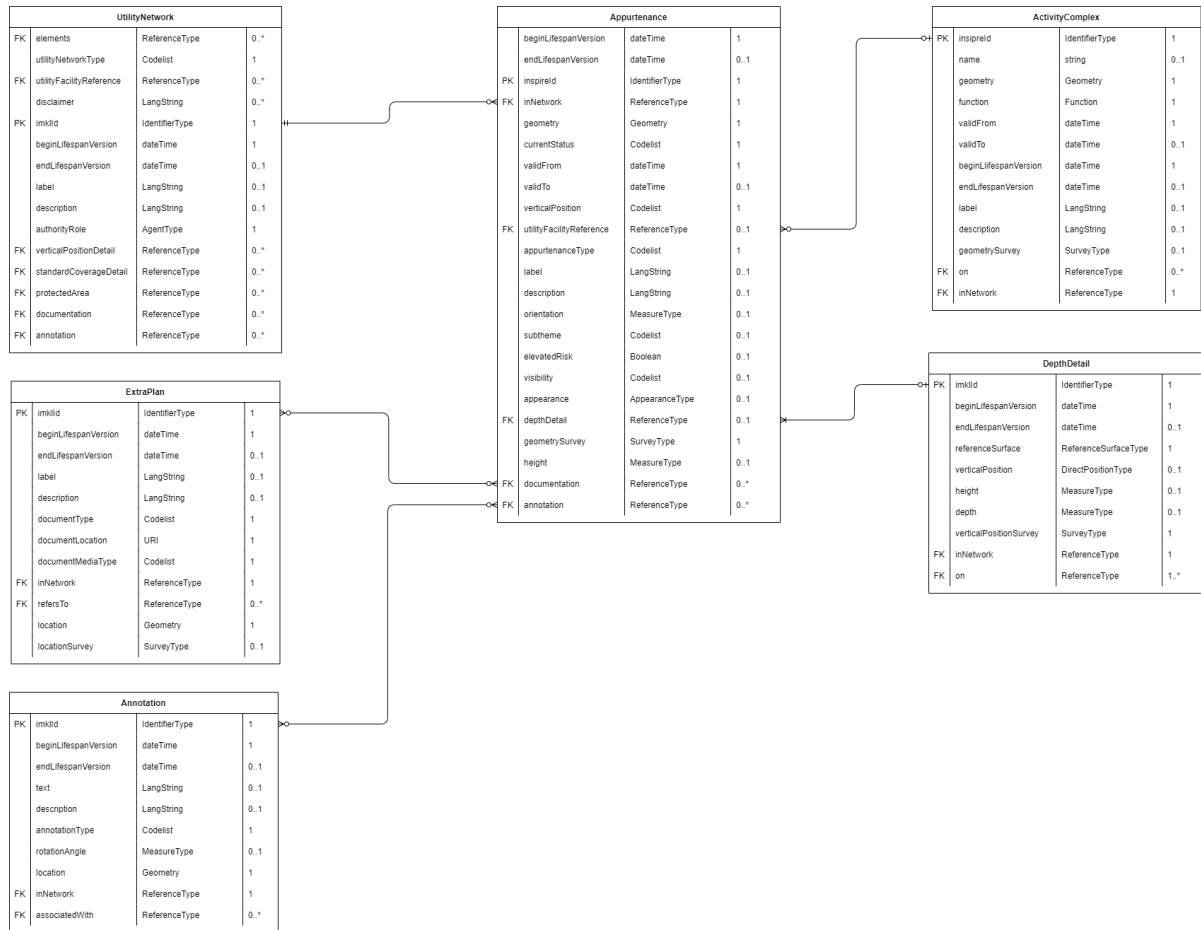 UtilityNetwork
FK elements ReferenceType 0..*
utilityNetworkType Codelist 1
FK utilityFacilityReference ReferenceType 0..*
disclaimer LangString 0..*
PK imklId IdentifierType 1
beginLifespanVersion dateTime 1
endLifespanVersion dateTime 0..1
label LangString 0..1
description LangString 0..1
authorityRole AgentType 1
FK verticalPositionDetail ReferenceType 0..*
FK standardCoverageDetail ReferenceType 0..*
FK protectedArea ReferenceType 0..*
FK documentation ReferenceType 0..*
FK annotation ReferenceType 0..*
ExtraPlan
PK imklId IdentifierType 1
beginLifespanVersion dateTime 1
endLifespanVersion dateTime 0..1
label LangString 0..1
description LangString 0..1
documentType Codelist 1
documentLocation URI 1
documentMediaType Codelist 1
FK inNetwork ReferenceType 1
FK refersTo ReferenceType 0..*
location Geometry 1
locationSurvey SurveyType 0..1
Annotation
PK imklId IdentifierType 1
beginLifespanVersion dateTime 1
endLifespanVersion dateTime 0..1
text LangString 0..1
description LangString 0..1
annotationType Codelist 1
rotationAngle MeasureType 0..1
location Geometry 1
FK inNetwork ReferenceType 1
FK associatedWith ReferenceType 0..*
Appurtenance
beginLifespanVersion dateTime 1
endLifespanVersion dateTime 0..1
PK inspireId IdentifierType 1
FK inNetwork ReferenceType 1
geometry Geometry 1
currentStatus Codelist 1
validFrom dateTime 1
validTo dateTime 0..1
verticalPosition Codelist 1
FK utilityFacilityReference ReferenceType 0..1
appurtenanceType Codelist 1
label LangString 0..1
description LangString 0..1
orientation MeasureType 0..1
subtheme Codelist 0..1
elevatedRisk Boolean 0..1
visibility Codelist 0..1
appearance AppearanceType 0..1
FK depthDetail ReferenceType 0..1
geometrySurvey SurveyType 1
height MeasureType 0..1
FK documentation ReferenceType 0..*
FK annotation ReferenceType 0..*
ActivityComplex
PK insipreId IdentifierType 1
name string 0..1
geometry Geometry 1
function Function 1
validFrom dateTime 1
validTo dateTime 0..1
beginLlifespanVersion dateTime 1
endLifespanVersion dateTime 0..1
label LangString 0..1
description LangString 0..1
geometrySurvey SurveyType 0..1
FK on ReferenceType 0..*
FK inNetwork ReferenceType 1
DepthDetail
PK imklId IdentifierType 1
beginLifespanVersion dateTime 1
endLifespanVersion dateTime 0..1
referenceSurface ReferenceSurfaceType 1
verticalPosition DirectPositionType 0..1
height MeasureType 0..1
depth MeasureType 0..1
verticalPositionSurvey SurveyType 1
FK inNetwork ReferenceType 1
FK on ReferenceType 1..*